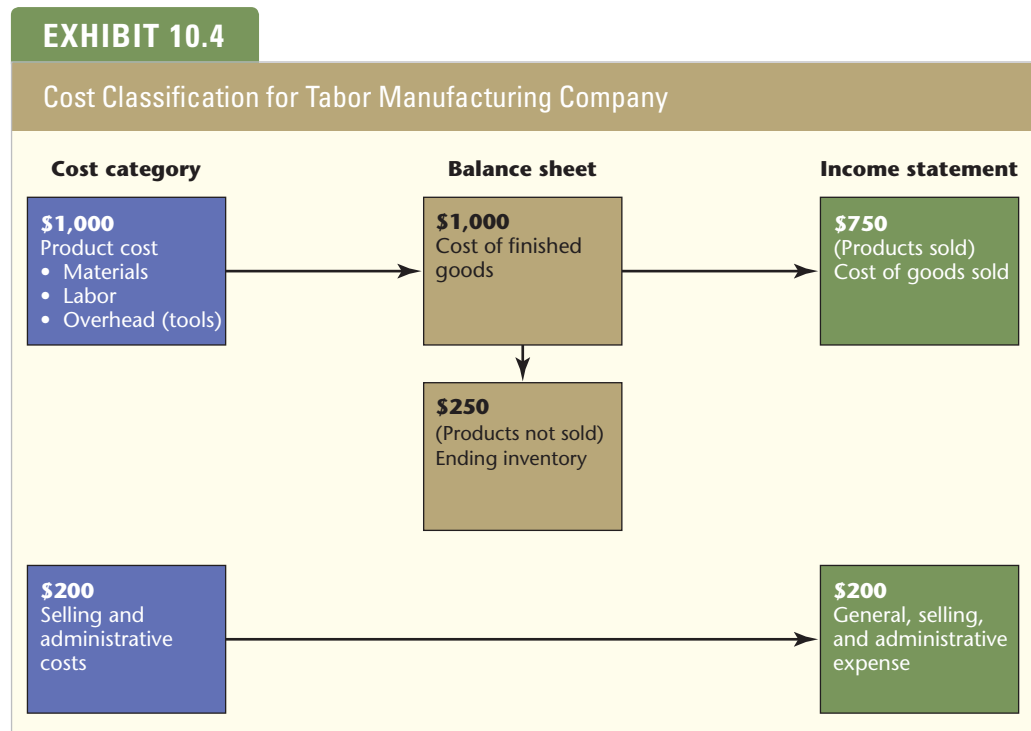 EXHIBIT 10.4
Cost Classification for Tabor Manufacturing Company
Cost category
Balance sheet
Income statement
$1,000
Product cost
• Materials
• Labor
• Overhead (tools)
$1,000
Cost of finished
goods
$750
(Products sold)
Cost of goods sold
$250
(Products not sold)
Ending inventory
$200
Selling and
administrative
costs
$200
General, selling,
and administrative
expense